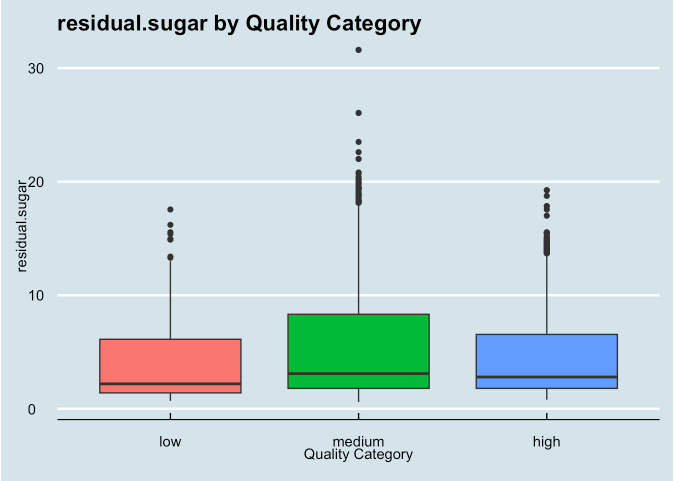 residual.sugar by Quality Category
30
20
10
0
residual.sugar
low medium high
Quality Category